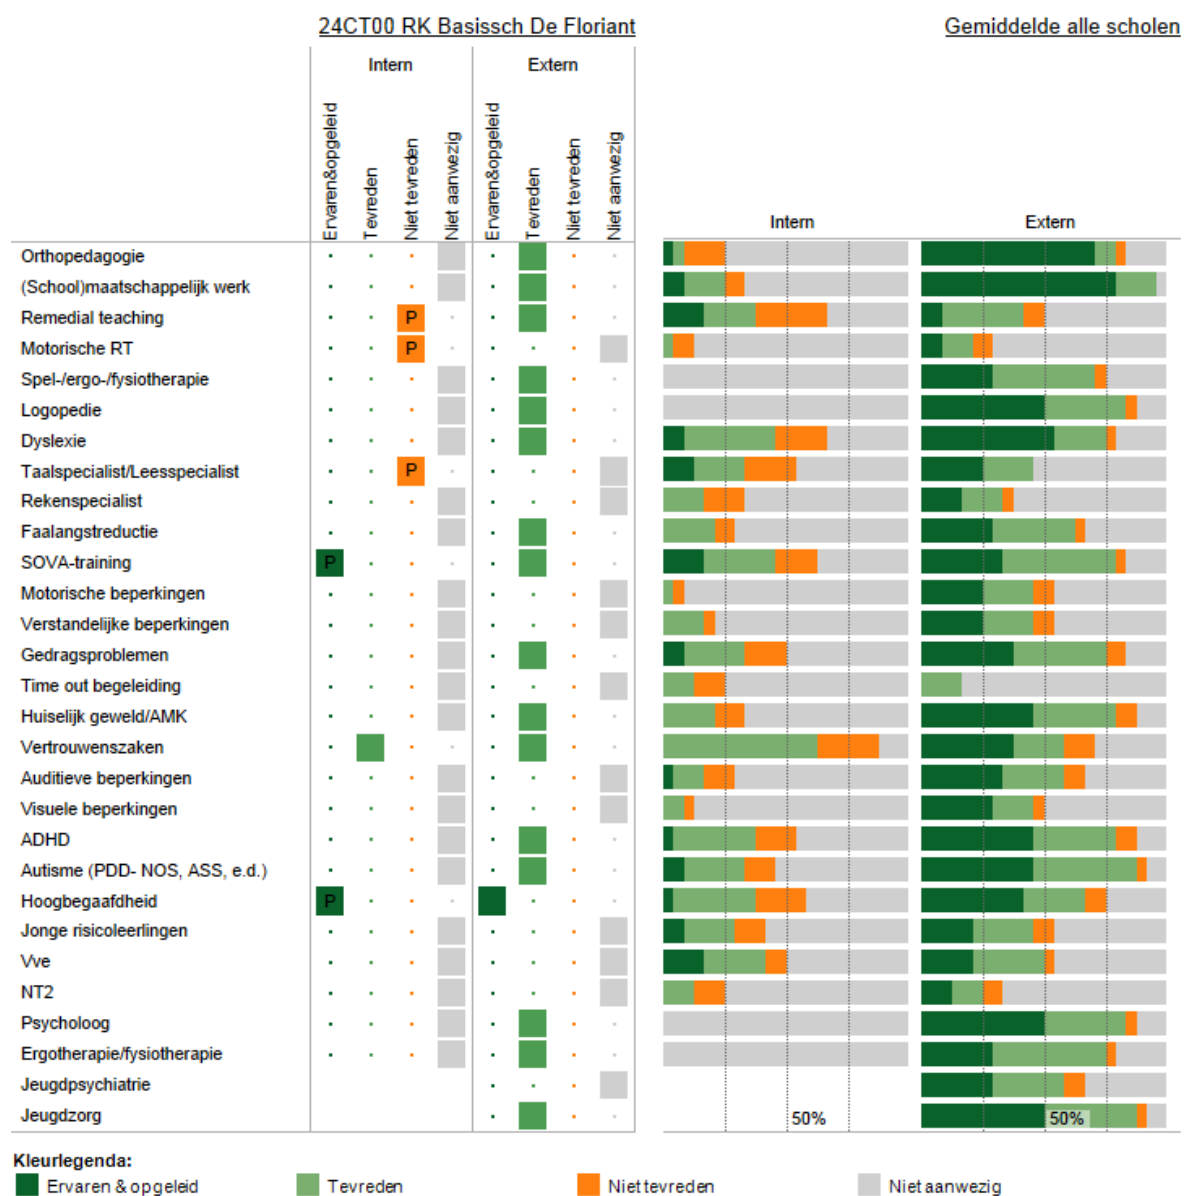 24CT00 RK Basissch De Floriant
Gemiddelde alle scholen
Intern
Extern
Ervaren&opgeleid
Tevreden
Niet tevreden
Niet aanwezig
Ervaren&opgeleid
Tevreden
Niet tevreden
Niet aanwezig
Intern
Extern
Orthopedagogie
(School)maatschappelijk werk
Remedial teaching P
Motorische RT P
Spel-/ergo-/fysiotherapie
Logopedie
Dyslexie
Taalspecialist/Leesspecialist P
Rekenspecialist
Faalangstreductie
SOVA-training P
Motorische beperkingen
Verstandelijke beperkingen
Gedragsproblemen
Time out begeleiding
Huiselijk geweld/AMK
Vertrouwenszaken
Auditieve beperkingen
Visuele beperkingen
ADHD
Autisme (PDD- NOS, ASS, e.d.)
Hoogbegaafdheid P
Jonge risicoleerlingen
Vve
NT2
Psycholoog
Ergotherapie/fysiotherapie
Jeugdpsychiatrie
Jeugdzorg
50%
50%
Kleurlegenda:
Ervaren & opgeleid
Tevreden
Niet tevreden
Niet aanwezig